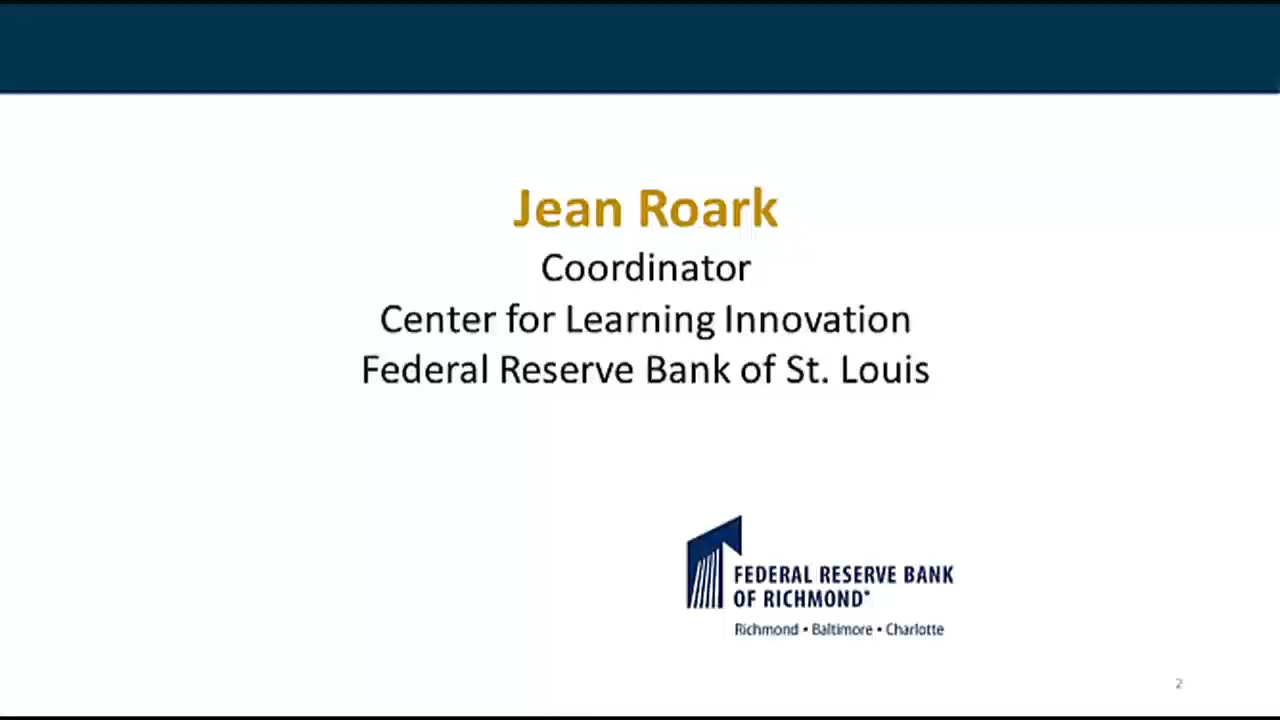 Jean Roark
Coordinator
Center for Learning Innovation
Federal Reserve Bank of St. Louis
FEDERAL RESERVE BANK
OF RICHMOND®
Richmond • Baltimore • Charlotte
2